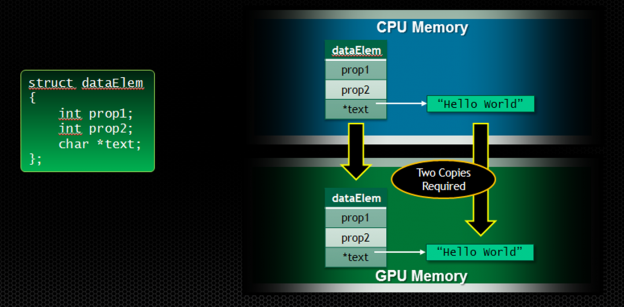 struct dataElem
{
int prop1;
int prop2;
char *text;
};
CPU Memory
dataElem
prop1
prop2
*text
“Hello World”
Two Copies
Required
dataElem
prop1
prop2
*text
“Hello World”
GPU Memory